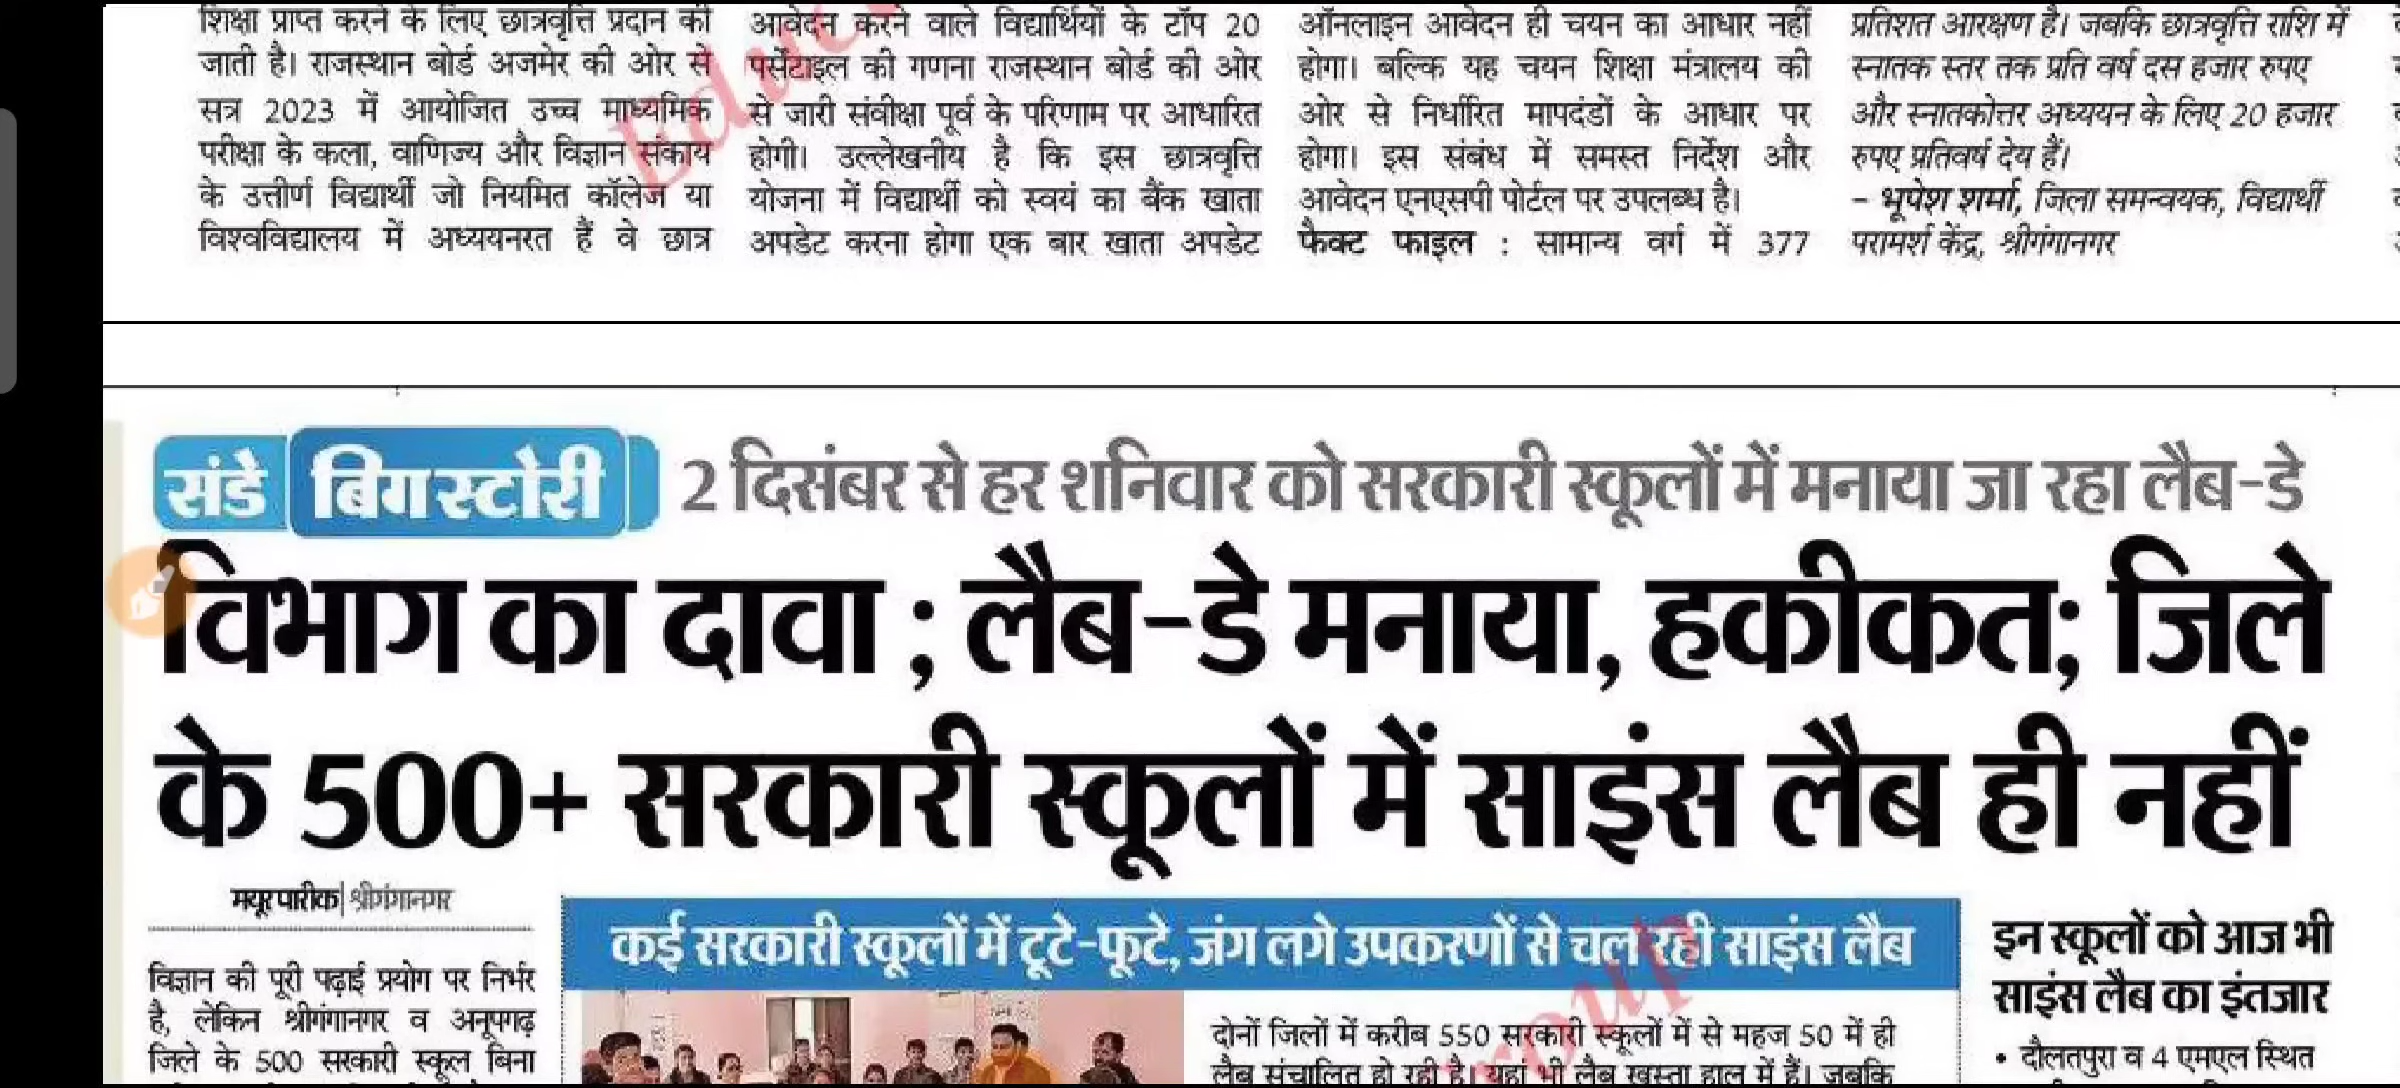 शिक्षा प्राप्त करने के लिए छात्रवृत्ति प्रदान की
जाती है। राजस्थान बोर्ड अजमेर की ओर से
सत्र 2023 में आयोजित उच्च माध्यमिक
परीक्षा के कला, वाणिज्य और विज्ञान संकाय
के उत्तीर्ण विद्यार्थी जो नियमित कॉलेज या
विश्वविद्यालय में अध्ययनरत हैं वे छात्र
आवेदन करने वाले विद्यार्थियों के टॉप 20
पर्सेंटाइल की गणना राजस्थान बोर्ड की ओर
से जारी संवीक्षा पूर्व के परिणाम पर आधारित
होगी। उल्लेखनीय है कि इस छात्रवृत्ति
योजना में विद्यार्थी को स्वयं का बैंक खाता
अपडेट करना होगा एक बार खाता अपडेट
ऑनलाइन आवेदन ही चयन का आधार नहीं
होगा। बल्कि यह चयन शिक्षा मंत्रालय की
ओर से निर्धारित मापदंडों के आधार पर
होगा। इस संबंध में समस्त निर्देश और
आवेदन एनएसपी पोर्टल पर उपलब्ध है।
फैक्ट फाइल : सामान्य वर्ग में 377
प्रतिशत आरक्षण है। जबकि छात्रवृत्ति राशि में
स्नातक स्तर तक प्रति वर्ष दस हजार रुपए
और स्नातकोत्तर अध्ययन के लिए 20 हजार
रुपए प्रतिवर्ष देय हैं।
- भूपेश शर्मा, जिला समन्वयक, विद्यार्थी
परामर्श केंद्र, श्रीगंगानगर
संडे बिग स्टोरी
2 दिसंबर से हर शनिवार को सरकारी स्कूलों में मनाया जा रहा लैब-डे
विभाग का दावा ; लैब-डे मनाया, हकीकत; जिले
के 500+ सरकारी स्कूलों में साइंस लैब ही नहीं
मयूर पारीक|श्रीगंगानगर
विज्ञान की पूरी पढ़ाई प्रयोग पर निर्भर
है, लेकिन श्रीगंगानगर व अनूपगढ़
जिले के 500 सरकारी स्कूल बिना
कई सरकारी स्कूलों में टूटे-फूटे, जंग लगे उपकरणों से चल रही साइंस लैब
दोनों जिलों में करीब 550 सरकारी स्कूलों में से महज 50 में ही
लैब संचालित हो रही है। यहां भी लैब खस्ता हाल में हैं। जबकि
इन स्कूलों को आज भी
साइंस लैब का इंतजार
• दौलतपुरा व 4 एमएल स्थित